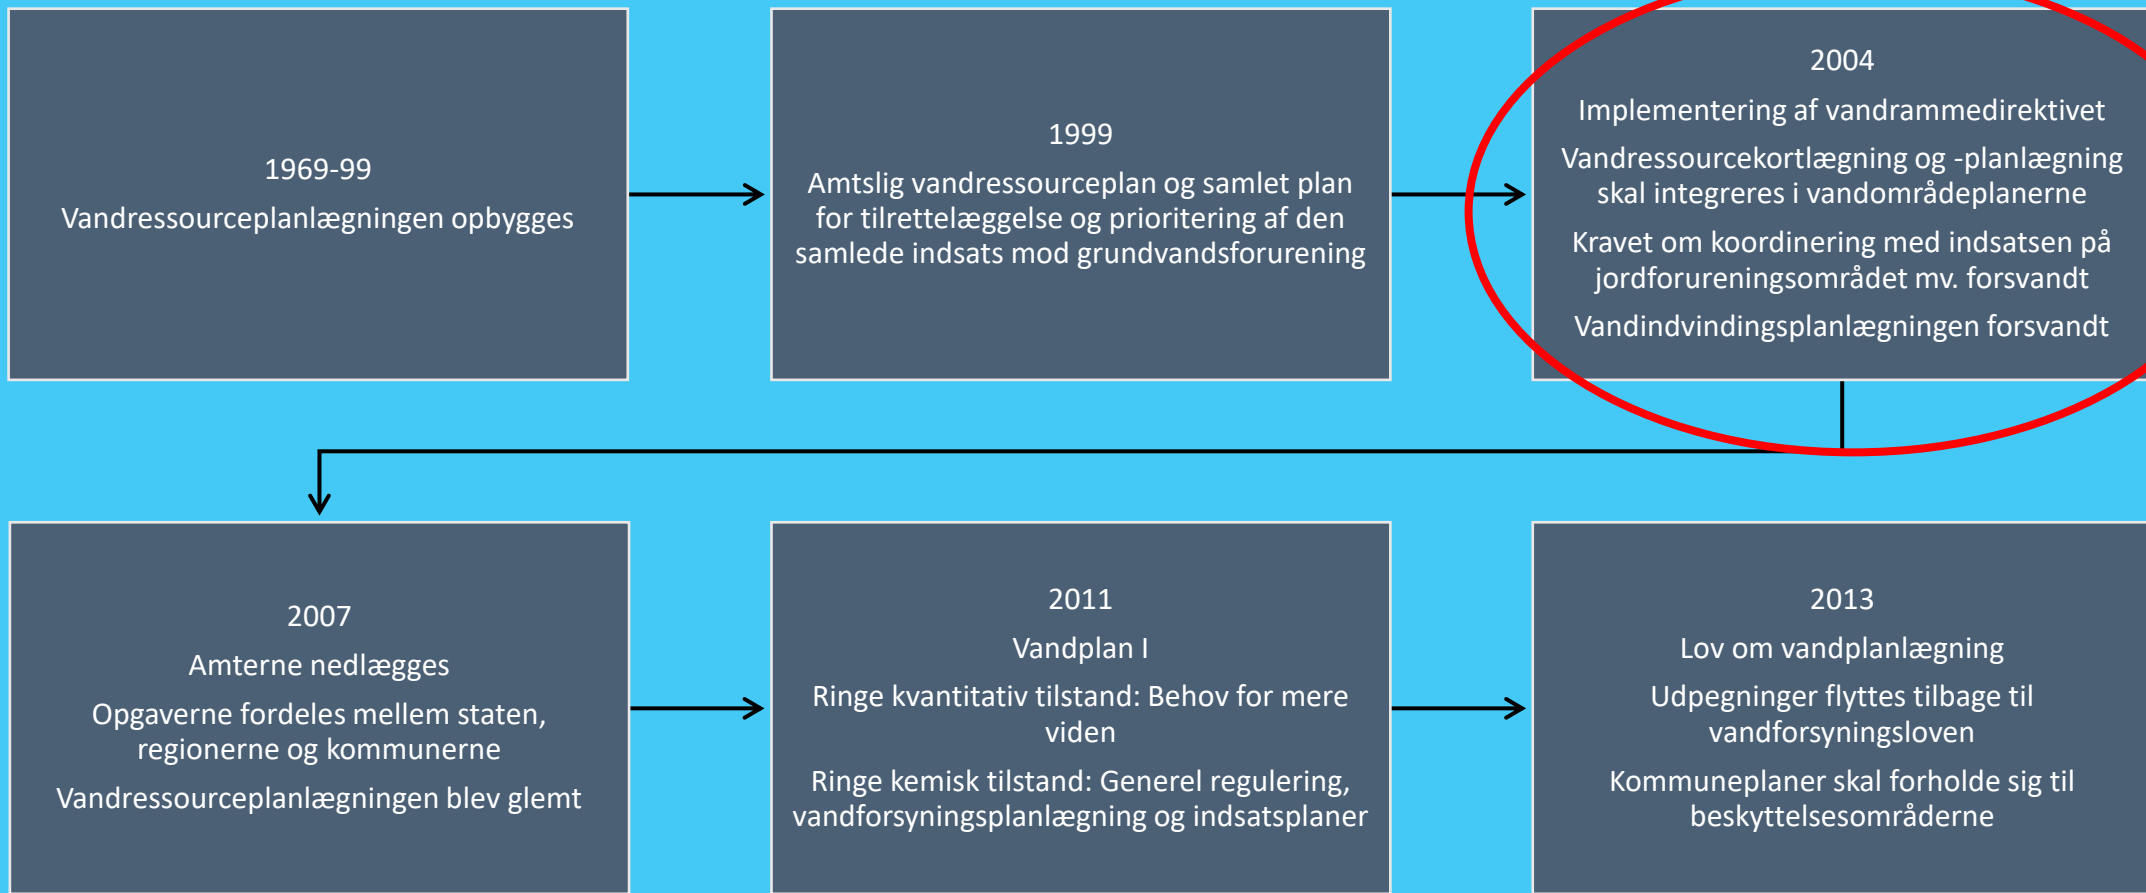 1969-99
Vandressourceplanlægningen opbygges
1999
Amtslig vandressourceplan og samlet plan
for tilrettelæggelse og prioritering af den
samlede indsats mod grundvandsforurening
2004
Implementering af vandrammedirektivet
Vandressourcekortlægning og -planlægning
skal integreres i vandområdeplanerne
Kravet om koordinering med indsatsen på
jordforureningsområdet mv. forsvandt
Vandindvindingsplanlægningen forsvandt
2007
Amterne nedlægges
Opgaverne fordeles mellem staten,
regionerne og kommunerne
Vandressourceplanlægningen blev glemt
2011
Vandplan I
Ringe kvantitativ tilstand: Behov for mere
viden
Ringe kemisk tilstand: Generel regulering,
vandforsyningsplanlægning og indsatsplaner
2013
Lov om vandplanlægning
Udpegninger flyttes tilbage til
vandforsyningsloven
Kommuneplaner skal forholde sig til
beskyttelsesområderne